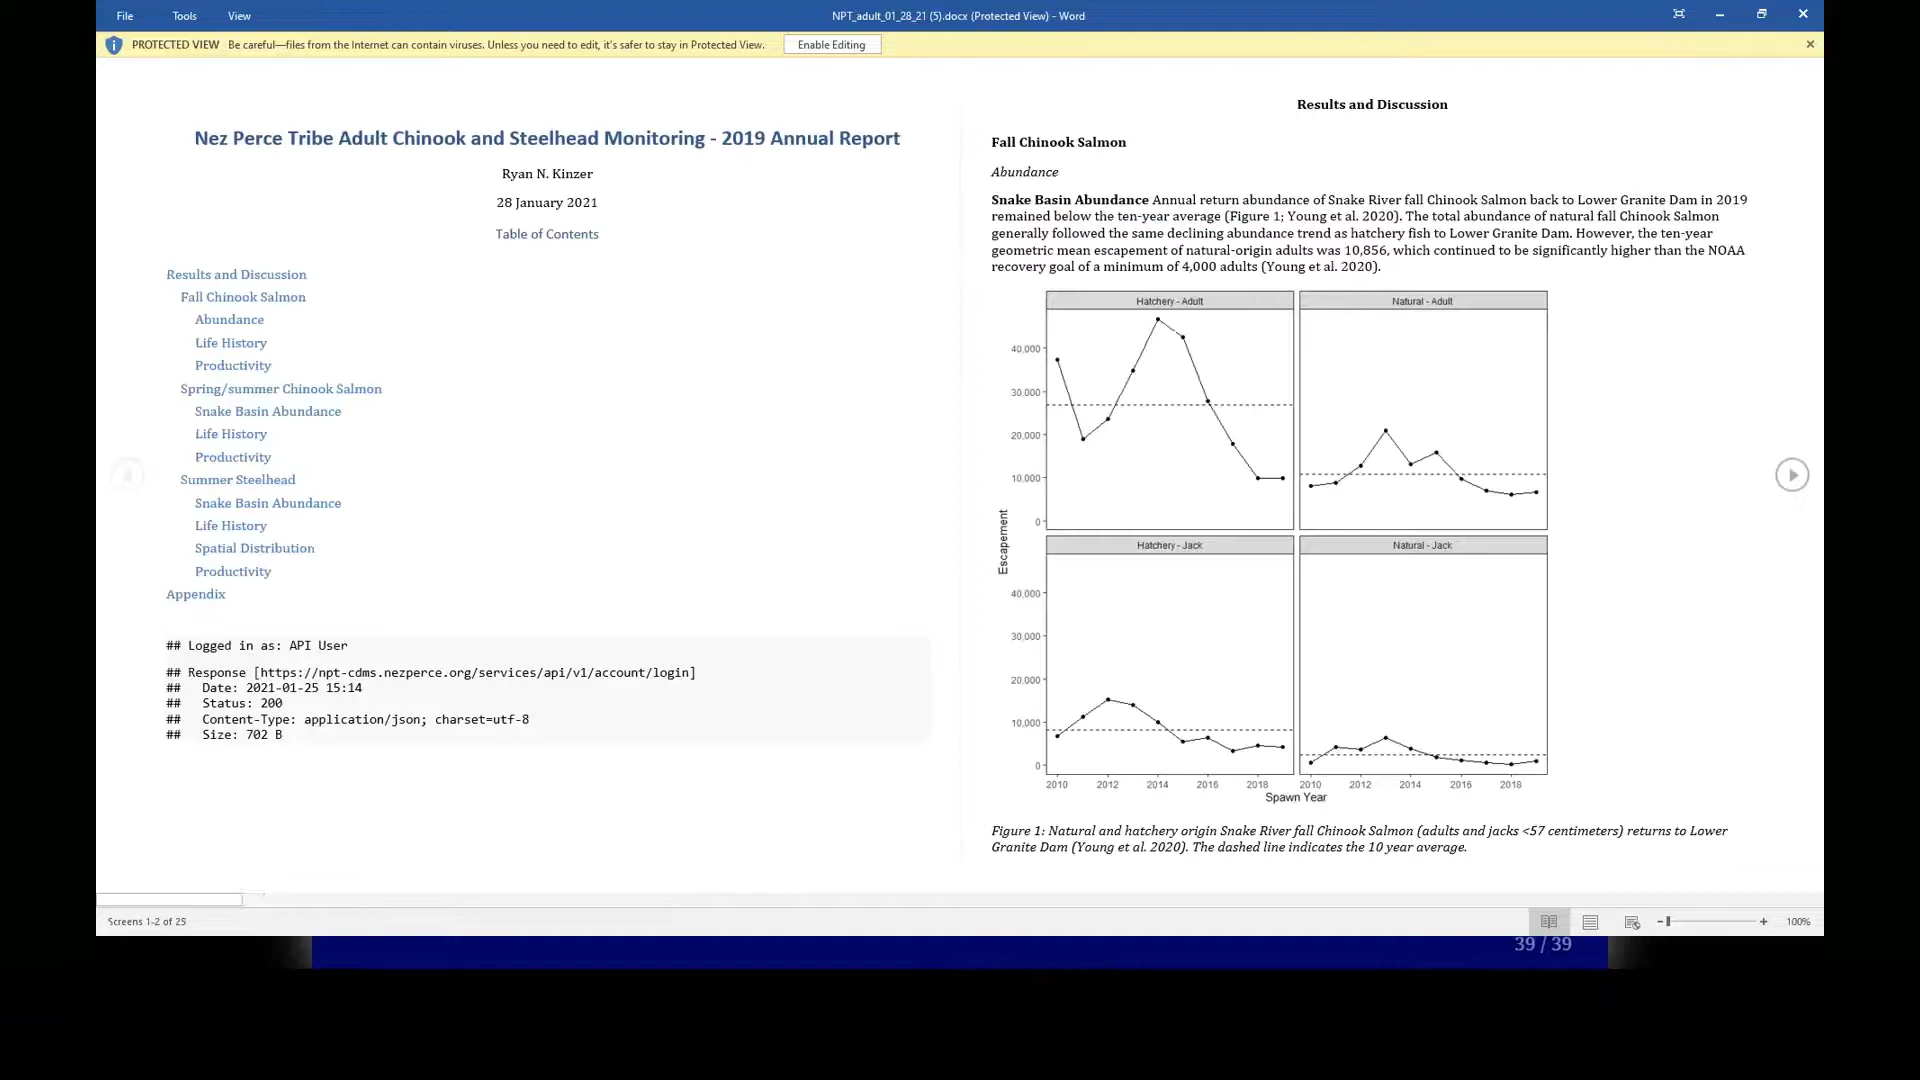 File Tools View NPT_adult_01_28_21 (5).docx (Protected View) - Word
PROTECTED VIEW Be careful—files from the Internet can contain viruses. Unless you need to edit, it's safer to stay in Protected View. Enable Editing
Nez Perce Tribe Adult Chinook and Steelhead Monitoring - 2019 Annual Report
Ryan N. Kinzer
28 January 2021
Table of Contents
Results and Discussion
Fall Chinook Salmon
Abundance
Life History
Productivity
Spring/summer Chinook Salmon
Snake Basin Abundance
Life History
Productivity
Summer Steelhead
Snake Basin Abundance
Life History
Spatial Distribution
Productivity
Appendix
## Logged in as: API User
## Response [https://npt-cdms.nezperce.org/services/api/v1/account/login]
## Date: 2021-01-25 15:14
## Status: 200
## Content-Type: application/json; charset=utf-8
## Size: 702 B
Results and Discussion
Fall Chinook Salmon
Abundance
Snake Basin Abundance Annual return abundance of Snake River fall Chinook Salmon back to Lower Granite Dam in 2019
remained below the ten-year average (Figure 1; Young et al. 2020). The total abundance of natural fall Chinook Salmon
generally followed the same declining abundance trend as hatchery fish to Lower Granite Dam. However, the ten-year
geometric mean escapement of natural-origin adults was 10,856, which continued to be significantly higher than the NOAA
recovery goal of a minimum of 4,000 adults (Young et al. 2020).
Hatchery - Adult Natural - Adult
40,000
30,000
20,000
10,000
0
Escapement
Hatchery - Jack Natural - Jack
40,000
30,000
20,000
10,000
0
2010 2012 2014 2016 2018 2010 2012 2014 2016 2018
Spawn Year
Figure 1: Natural and hatchery origin Snake River fall Chinook Salmon (adults and jacks <57 centimeters) returns to Lower
Granite Dam (Young et al. 2020). The dashed line indicates the 10 year average.
Screens 1-2 of 25 100%
39 / 39